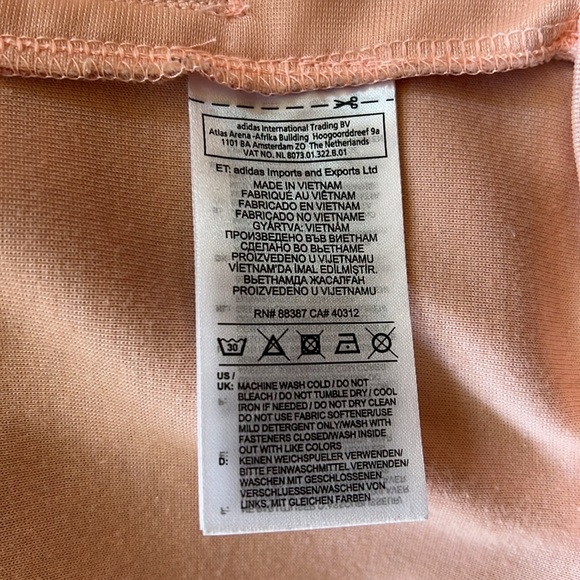 adidas International Trading BV
Atlas Arena -Afrika Building Hoogoorddreef 9a
1101 BA Amsterdam ZO The Netherlands
VAT NO. NL 8073.01.322.B.01
ET: adidas Imports and Exports Ltd
MADE IN VIETNAM
FABRIQUÉ AU VIÊTNAM
FABRICADO EN VIETNAM
FABRICADO NO VIETNAME
GYÁRTVA: VIETNÁM
ПРОИЗВЕДЕНО ВЪВ ВИЕТНАМ
СДЕЛАНО ВО ВЬЕТНАМЕ
PROIZVEDENO U VIJETNAMU
VIETNAM'DA İMAL EDİLMİŞTİR.
ВЬЕТНАМДА ЖАСАЛҒАН
PROIZVEDENO U VIJETNAMU
RN# 88387 CA# 40312
30
US /
UK: MACHINE WASH COLD / DO NOT
BLEACH / DO NOT TUMBLE DRY / COOL
IRON IF NEEDED / DO NOT DRY CLEAN
DO NOT USE FABRIC SOFTENER/USE
MILD DETERGENT ONLY/WASH WITH
FASTENERS CLOSED/WASH INSIDE
OUT WITH LIKE COLORS
D: KEINEN WEICHSPUELER VERWENDEN/
BITTE FEINWASCHMITTEL VERWENDEN/
WASCHEN MIT GESCHLOSSENEN
VERSCHLUESSEN/WASCHEN VON
LINKS, MIT GLEICHEN FARBEN